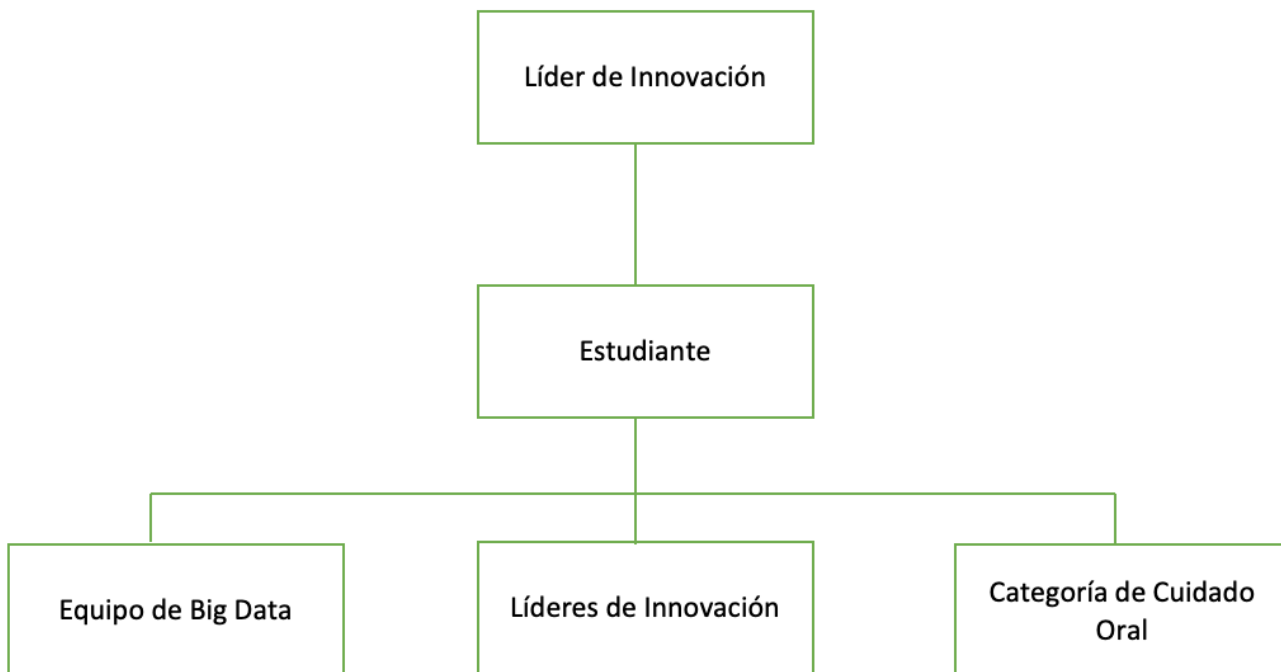 Líder de Innovación
Estudiante
Equipo de Big Data
Líderes de Innovación
Categoría de Cuidado
Oral